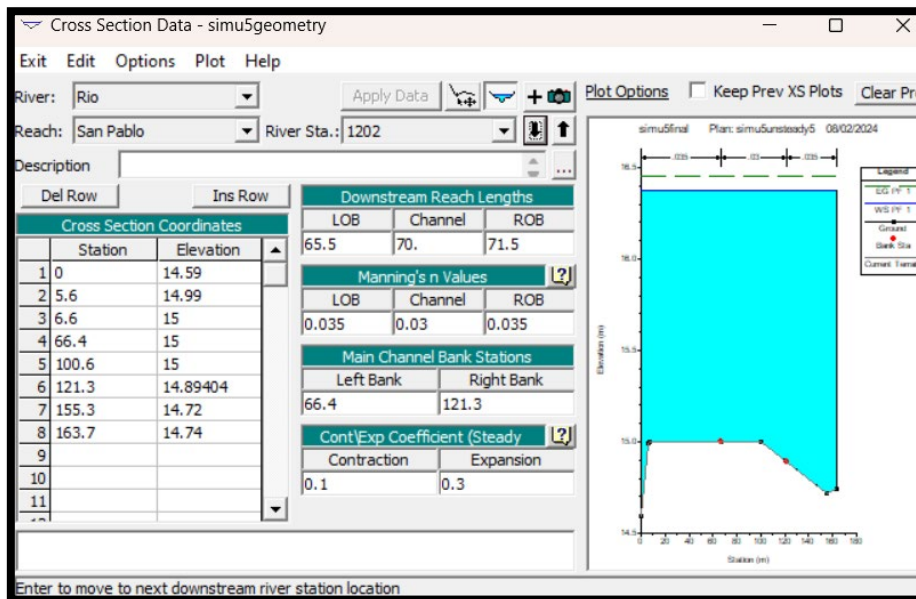 Cross Section Data - simu5geometry
Exit Edit Options Plot Help
River: Rio Apply Data Plot Options Keep Prev XS Plots Clear Pr
Reach: San Pablo River Sta.: 1202
Description ...
Del Row Ins Row
Cross Section Coordinates
Station Elevation
1 0 14.59
2 5.6 14.99
3 6.6 15
4 66.4 15
5 100.6 15
6 121.3 14.89404
7 155.3 14.72
8 163.7 14.74
9
10
11
Downstream Reach Lengths
LOB Channel ROB
65.5 70. 71.5
Manning's n Values
LOB Channel ROB
0.035 0.03 0.035
Main Channel Bank Stations
Left Bank Right Bank
66.4 121.3
Cont\Exp Coefficient (Steady
Contraction Expansion
0.1 0.3
simu5final Plan: simu5unsteady5 08/02/2024
.035 .03 .035
Legend
EG PF 1
WS PF 1
Ground
Bank Sta
Current Terrai
16.5
16.0
15.5
15.0
14.5
Elevation (m)
0 20 40 60 80 100 120 140 160 180
Station (m)
Enter to move to next downstream river station location